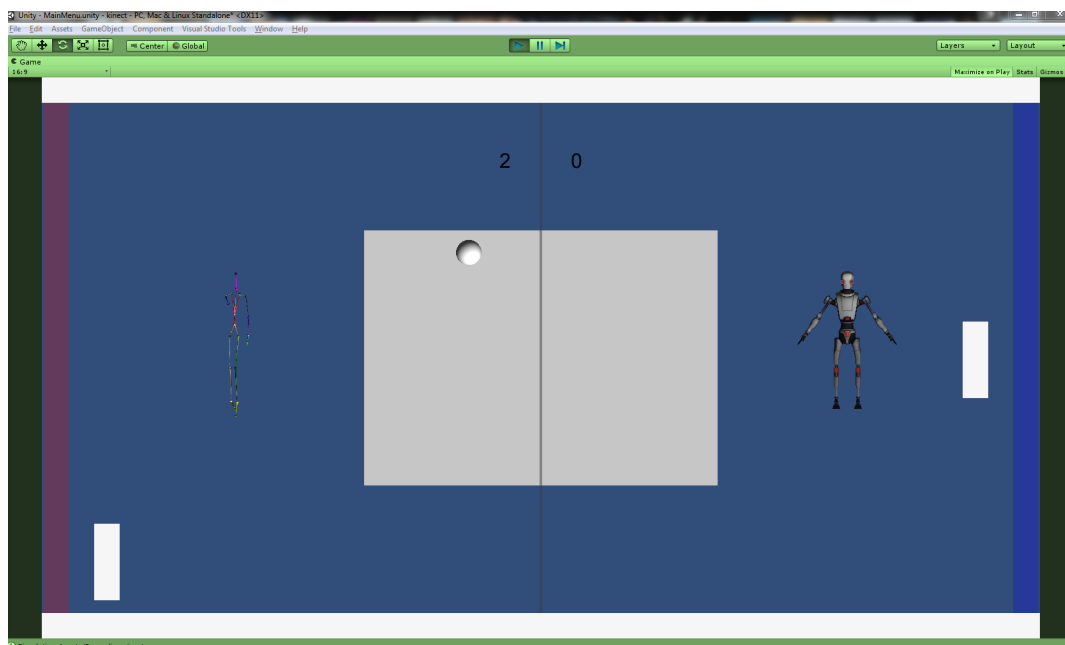 Unity - MainMenu.unity - kinect - PC, Mac & Linux Standalone* <DX11>
File Edit Assets GameObject Component Visual Studio Tools Window Help
Center Global Layers Layout
Game
16:9 Maximize on Play Stats Gizmos
2 0